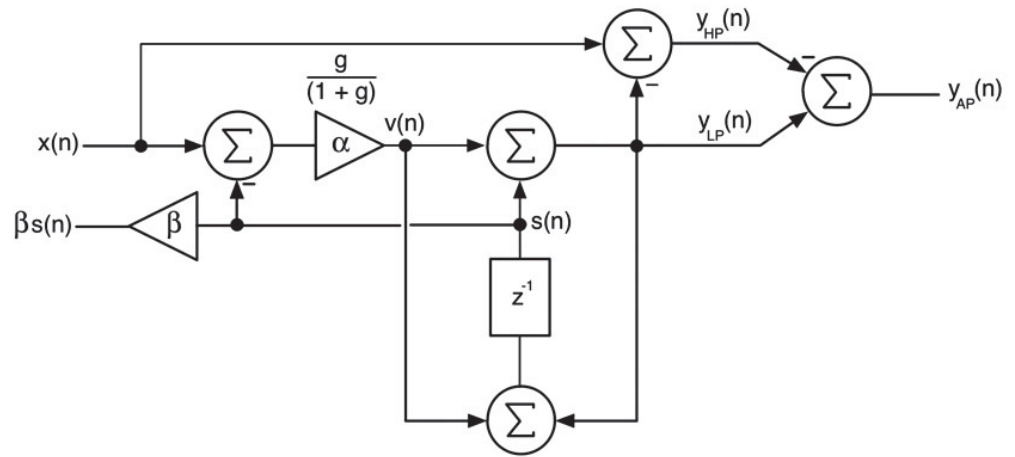 y_HP(n)
Σ
g
(1 + g)
Σ
y_AP(n)
x(n)
Σ
α
v(n)
Σ
y_LP(n)
βs(n)
β
s(n)
z^-1
Σ